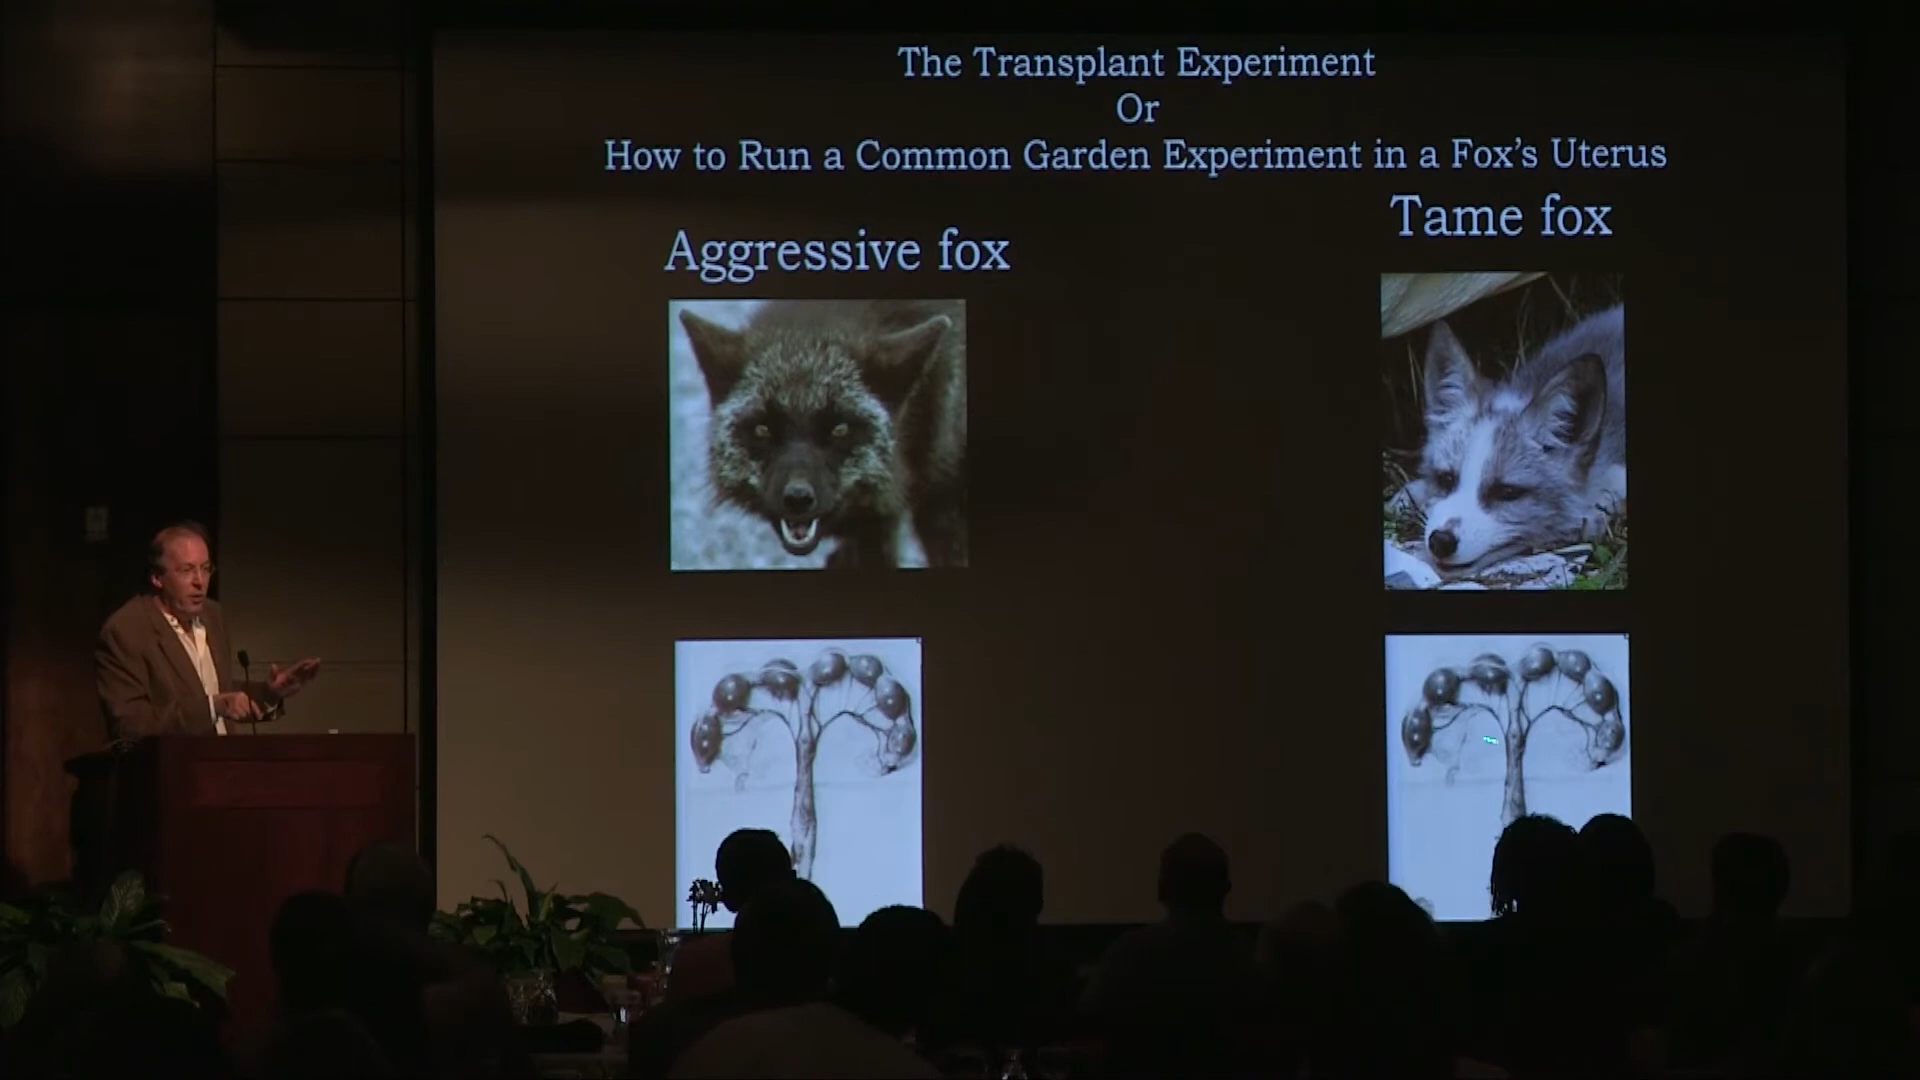 The Transplant Experiment
Or
How to Run a Common Garden Experiment in a Fox's Uterus
Aggressive fox
Tame fox